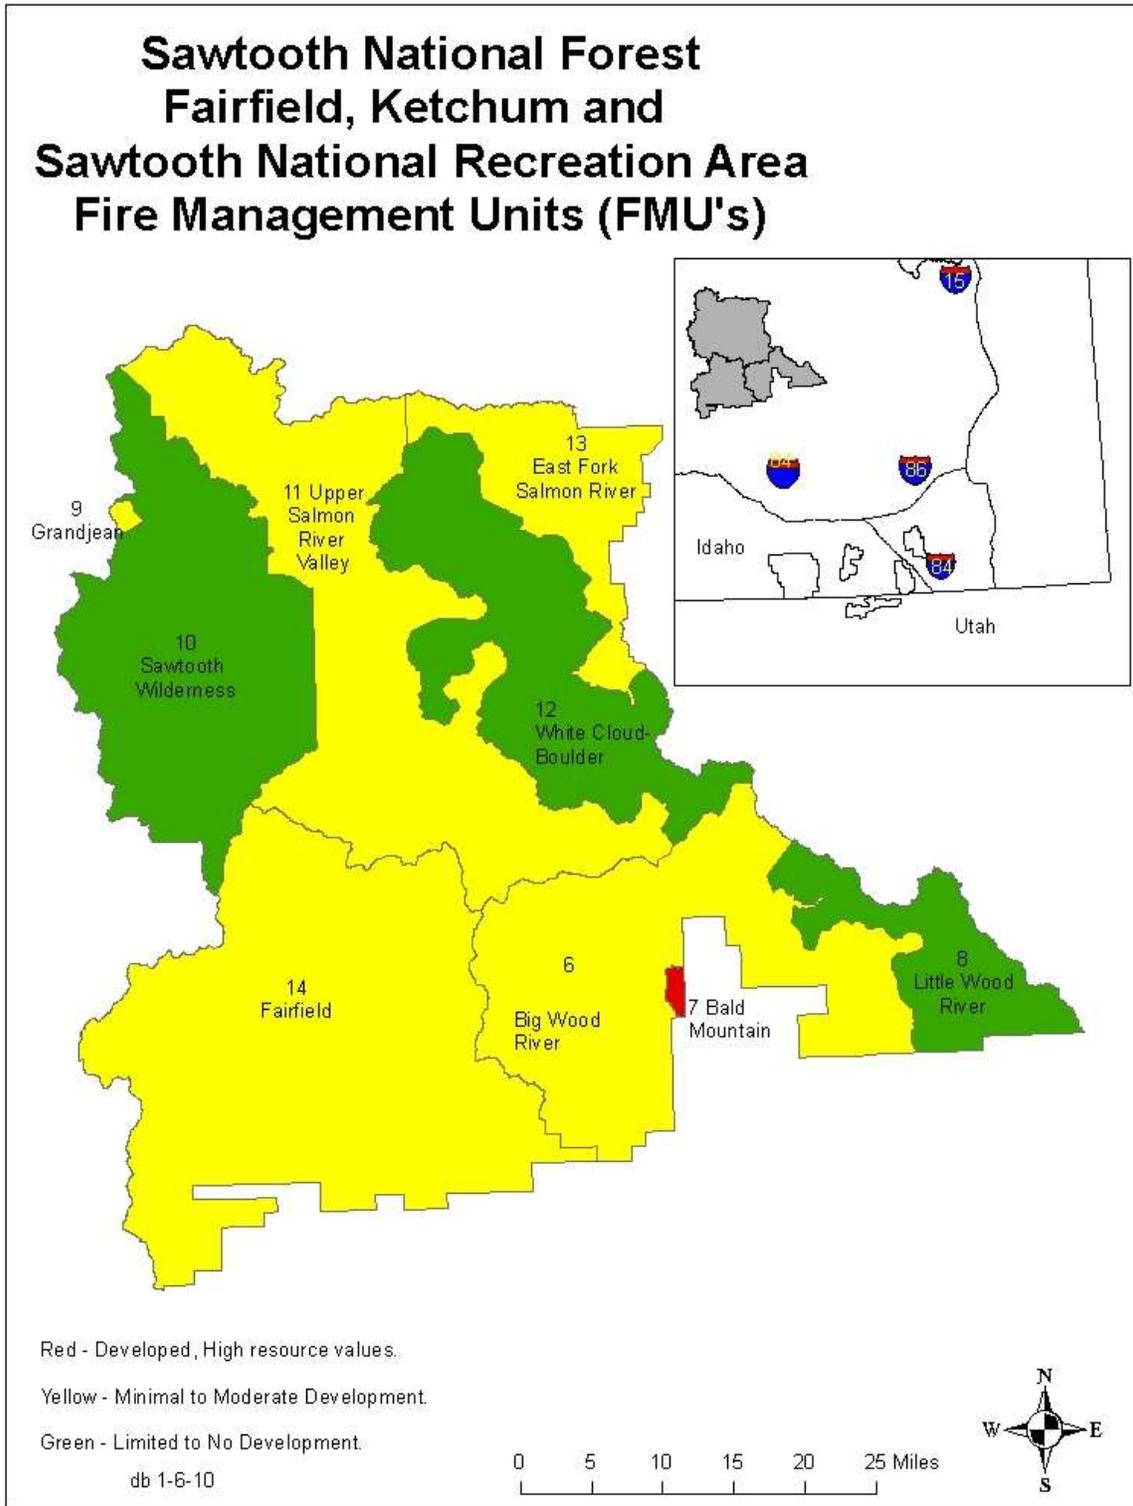 Sawtooth National Forest
Fairfield, Ketchum and
Sawtooth National Recreation Area
Fire Management Units (FMU's)
15
84
86
Idaho
84
Utah
13
East Fork
Salmon River
11 Upper
Salmon
River
Valley
9
Grandjean
10
Sawtooth
Wilderness
12
White Cloud-
Boulder
8
Little Wood
River
6
Big Wood
River
7 Bald
Mountain
14
Fairfield
Red - Developed, High resource values.
Yellow - Minimal to Moderate Development.
Green - Limited to No Development.
db 1-6-10
0 5 10 15 20 25 Miles
N
W E
S